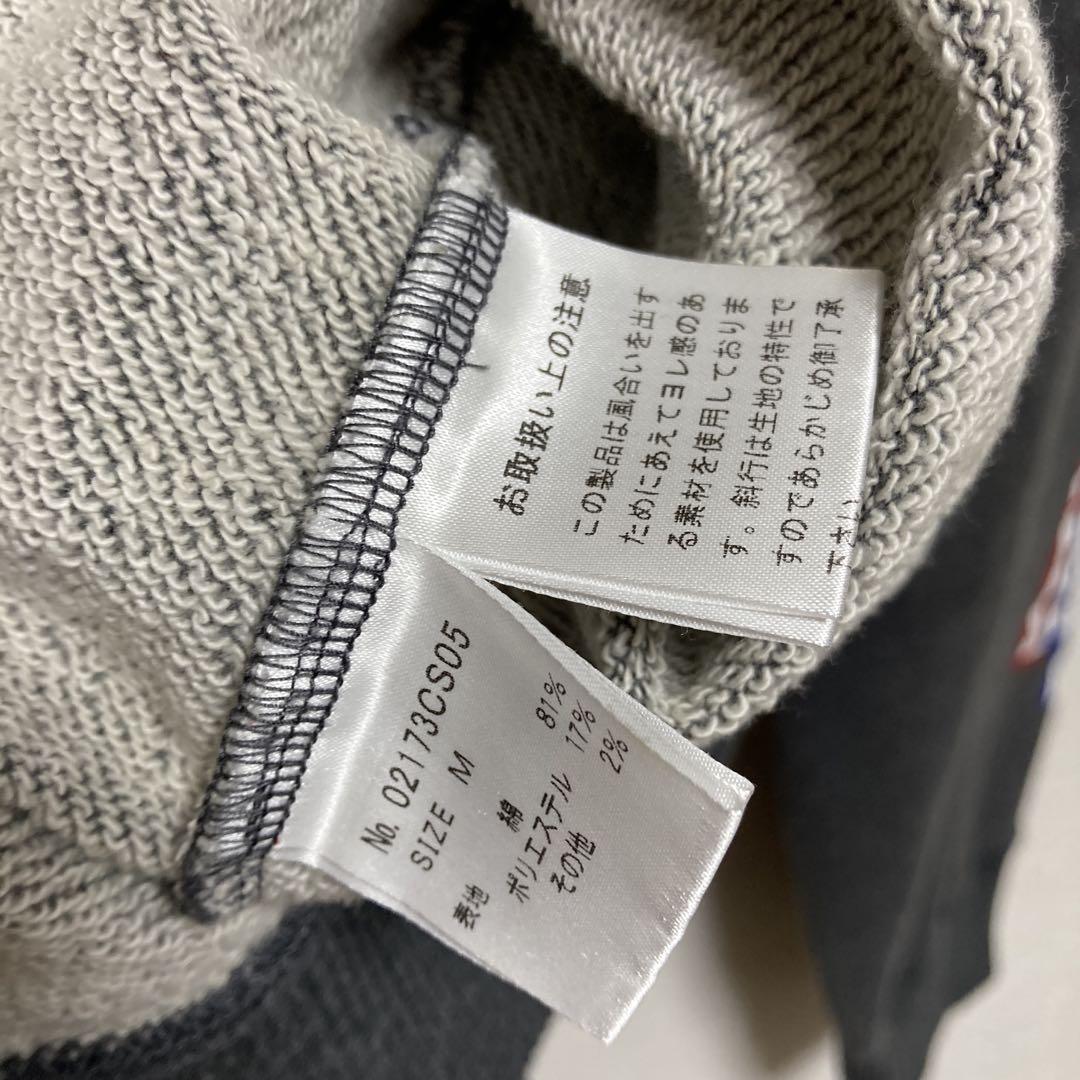 お取扱い上の注意
この製品は風合いを出す
ためにあえてヨレ感のあ
る素材を使用しておりま
す。斜行は生地の特性で
すのであらかじめ御了承
下さい
No. 02173CS05
SIZE M
表地 綿 81%
ポリエステル 17%
その他 2%